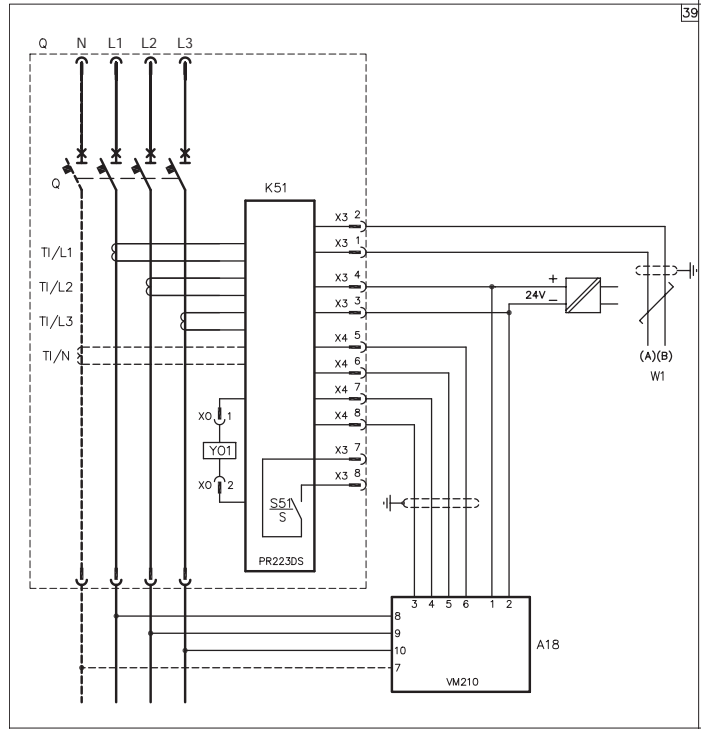 39
Q N L1 L2 L3
Q
K51
X3 2
TI/L1
X3 1
X3 4
+
TI/L2
24V
–
X3 3
TI/L3
X4 5
TI/N
X4 6
(A)(B)
W1
X4 7
X0 1
X4 8
Y01
X3 7
X0 2
X3 8
S51
S
PR223DS
3 4 5 6 1 2
8
9
A18
10
7
VM210